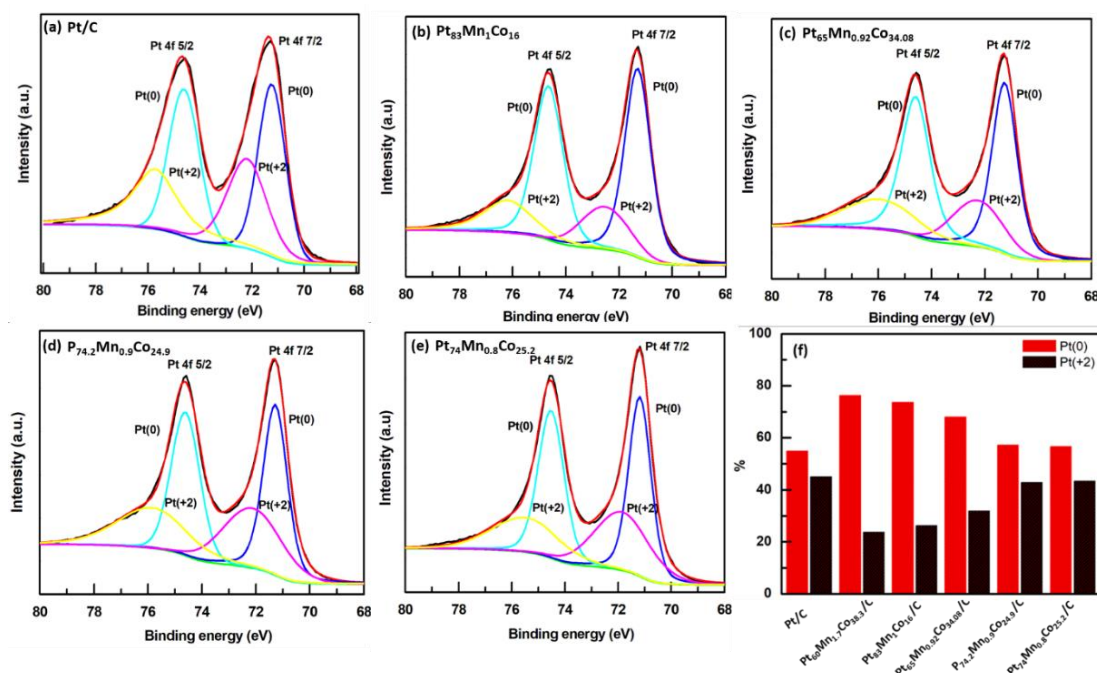 (a) Pt/C
Pt 4f 5/2
Pt 4f 7/2
Pt(0)
Pt(0)
Pt(+2)
Pt(+2)
Intensity (a.u.)
80 78 76 74 72 70 68
Binding energy (eV)
(b) Pt83Mn1Co16
Pt 4f 5/2
Pt 4f 7/2
Pt(0)
Pt(0)
Pt(+2)
Pt(+2)
Intensity (a.u)
80 78 76 74 72 70 68
Binding energy (eV)
(c) Pt65Mn0.92Co34.08
Pt 4f 5/2
Pt 4f 7/2
Pt(0)
Pt(0)
Pt(+2)
Pt(+2)
Intensity (a.u.)
80 78 76 74 72 70 68
Binding energy (eV)
(d) P74.2Mn0.9Co24.9
Pt 4f 5/2
Pt 4f 7/2
Pt(0)
Pt(0)
Pt(+2)
Pt(+2)
Intensity (a.u)
80 78 76 74 72 70 68
Binding energy (eV)
(e) Pt74Mn0.8Co25.2
Pt 4f 5/2
Pt 4f 7/2
Pt(0)
Pt(0)
Pt(+2)
Pt(+2)
Intensity (a.u.)
80 78 76 74 72 70 68
Binding energy (eV)
(f)
Pt(0)
Pt(+2)
100
80
60
40
20
0
%
Pt/C
Pt60Mn1.7Co38.3/C
Pt83Mn1Co16/C
Pt65Mn0.92Co34.08/C
P74.2Mn0.9Co24.9/C
Pt74Mn0.8Co25.2/C